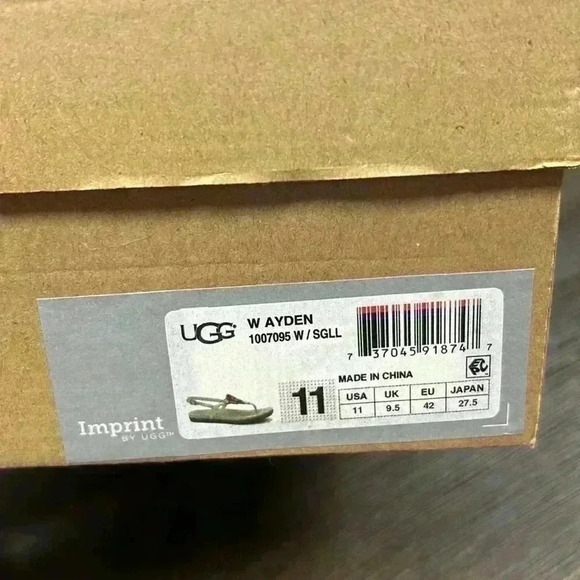 Imprint
BY UGG™
UGG®
W AYDEN
1007095 W / SGLL
7 37045 91874 7
11
MADE IN CHINA
USA UK EU JAPAN
11 9.5 42 27.5